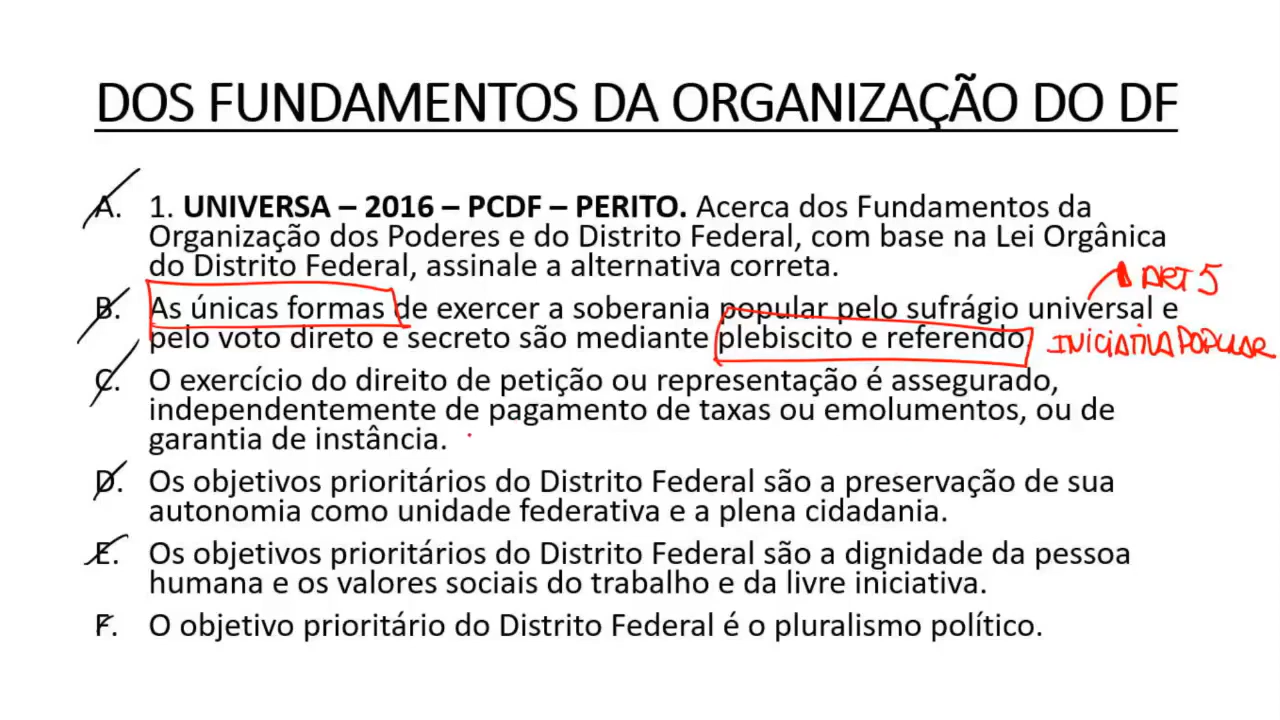 DOS FUNDAMENTOS DA ORGANIZAÇÃO DO DF
A. 1. UNIVERSA – 2016 – PCDF – PERITO. Acerca dos Fundamentos da
Organização dos Poderes e do Distrito Federal, com base na Lei Orgânica
do Distrito Federal, assinale a alternativa correta.
ART 5
B. As únicas formas de exercer a soberania popular pelo sufrágio universal e
pelo voto direto e secreto são mediante plebiscito e referendo.
INICIATIVA POPULAR
C. O exercício do direito de petição ou representação é assegurado,
independentemente de pagamento de taxas ou emolumentos, ou de
garantia de instância.
D. Os objetivos prioritários do Distrito Federal são a preservação de sua
autonomia como unidade federativa e a plena cidadania.
E. Os objetivos prioritários do Distrito Federal são a dignidade da pessoa
humana e os valores sociais do trabalho e da livre iniciativa.
F. O objetivo prioritário do Distrito Federal é o pluralismo político.